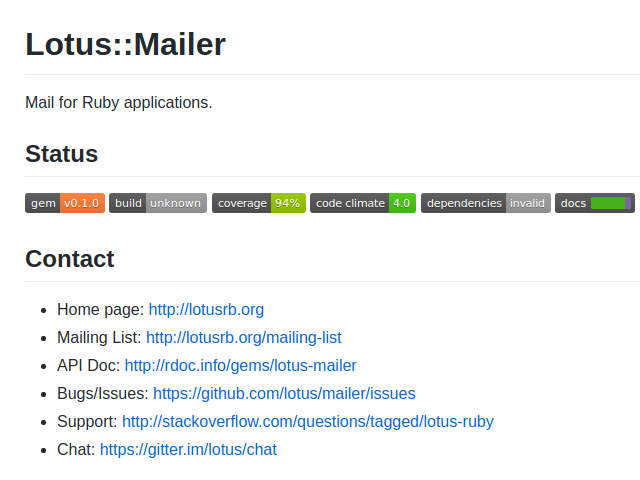 Lotus::Mailer
Mail for Ruby applications.
Status
gem v0.1.0 build unknown coverage 94% code climate 4.0 dependencies invalid docs
Contact
Home page: http://lotusrb.org
Mailing List: http://lotusrb.org/mailing-list
API Doc: http://rdoc.info/gems/lotus-mailer
Bugs/Issues: https://github.com/lotus/mailer/issues
Support: http://stackoverflow.com/questions/tagged/lotus-ruby
Chat: https://gitter.im/lotus/chat